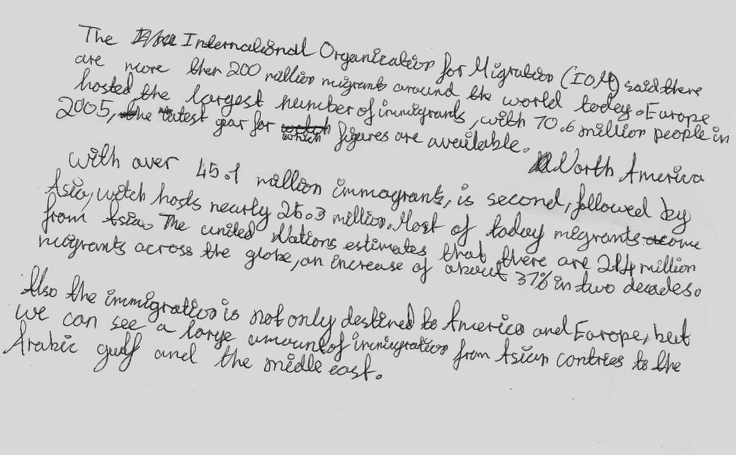 The International Organization for Migration (IOM) said there
are more then 200 million migrants around the world today. Europe
hosted the largest number of immigrants, with 70.6 million people in
2005, the latest year for which figures are available.
North America
with over 45.1 million immagrants, is second, followed by
Asia, witch hosts nearly 25.3 million. Most of today migrants come
from Asia. The united Nations estimates that there are 214 million
migrants across the globe, an increase of about 37% in two decades.
Also the immigration is not only destined to America and Europe, but
we can see a large amount of immigration from Asian contries to the
Arabic gulf and the middle east.